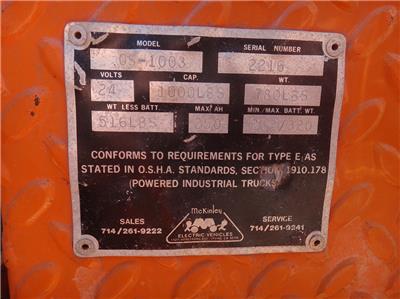 MODEL SERIAL NUMBER
OS-1003 2216
VOLTS CAP. WT.
24 1000LBS 780LBS
WT LESS BATT. MAX. AH MIN./MAX BATT. WT.
516LBS
CONFORMS TO REQUIREMENTS FOR TYPE E AS
STATED IN O.S.H.A. STANDARDS, SECTION 1910.178
(POWERED INDUSTRIAL TRUCKS)
SALES McKinley SERVICE
714/261-9222 ELECTRIC VEHICLES 714/261-9241